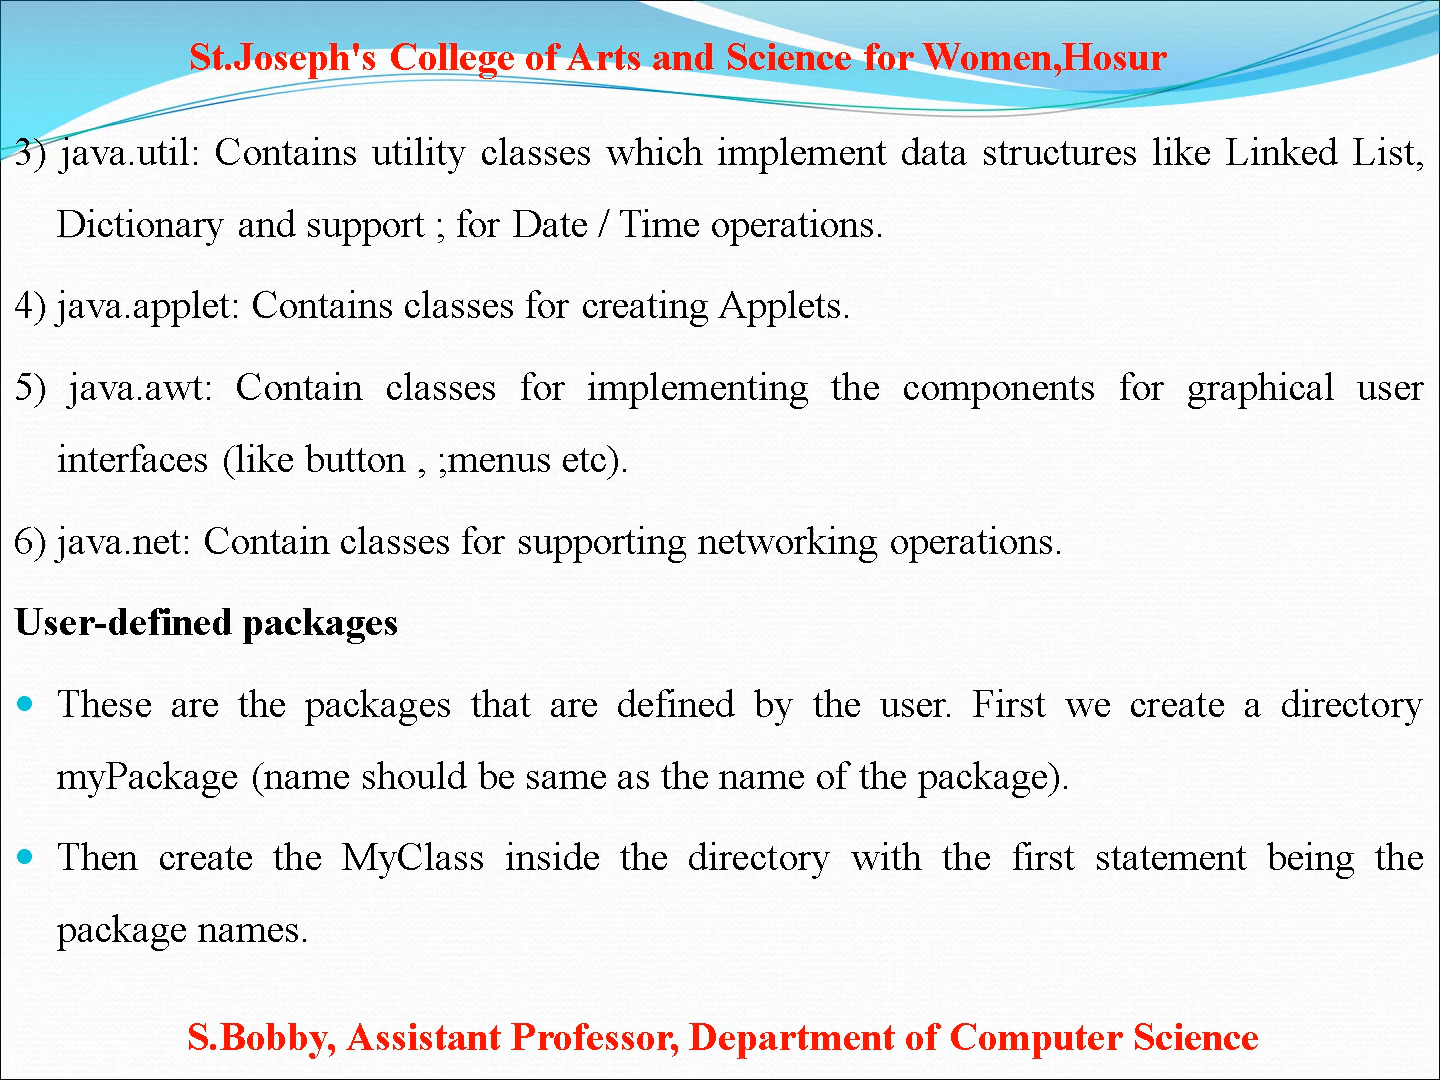 St.Joseph's College of Arts and Science for Women,Hosur
3) java.util: Contains utility classes which implement data structures like Linked List,
Dictionary and support ; for Date / Time operations.
4) java.applet: Contains classes for creating Applets.
5) java.awt: Contain classes for implementing the components for graphical user
interfaces (like button , ;menus etc).
6) java.net: Contain classes for supporting networking operations.
User-defined packages
• These are the packages that are defined by the user. First we create a directory
myPackage (name should be same as the name of the package).
• Then create the MyClass inside the directory with the first statement being the
package names.
S.Bobby, Assistant Professor, Department of Computer Science